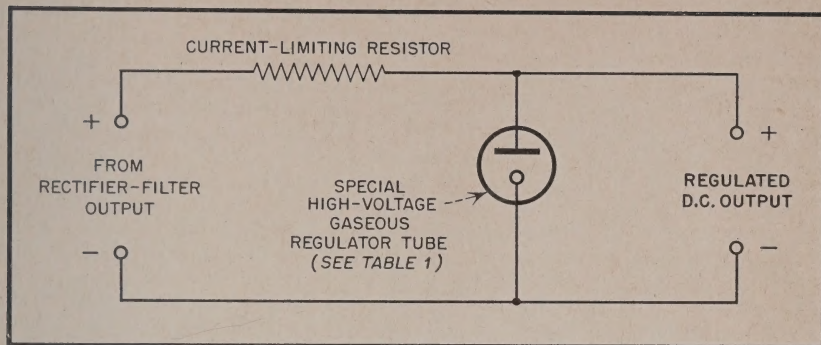 CURRENT-LIMITING RESISTOR
+
FROM
RECTIFIER-FILTER
OUTPUT
-
SPECIAL
HIGH-VOLTAGE
GASEOUS
REGULATOR TUBE
(SEE TABLE 1)
+
REGULATED
D.C. OUTPUT
-